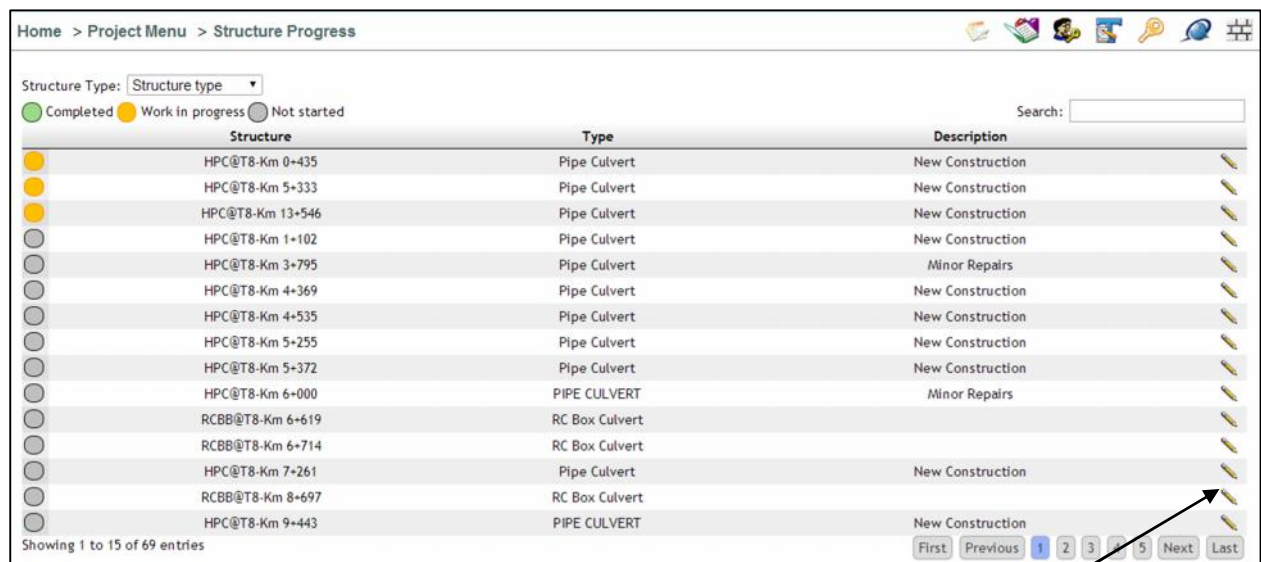 Home > Project Menu > Structure Progress
Structure Type: Structure type
Completed Work in progress Not started Search:
Structure Type Description
HPC@T8-Km 0+435 Pipe Culvert New Construction
HPC@T8-Km 5+333 Pipe Culvert New Construction
HPC@T8-Km 13+546 Pipe Culvert New Construction
HPC@T8-Km 1+102 Pipe Culvert New Construction
HPC@T8-Km 3+795 Pipe Culvert Minor Repairs
HPC@T8-Km 4+369 Pipe Culvert New Construction
HPC@T8-Km 4+535 Pipe Culvert New Construction
HPC@T8-Km 5+255 Pipe Culvert New Construction
HPC@T8-Km 5+372 Pipe Culvert New Construction
HPC@T8-Km 6+000 PIPE CULVERT Minor Repairs
RCBB@T8-Km 6+619 RC Box Culvert
RCBB@T8-Km 6+714 RC Box Culvert
HPC@T8-Km 7+261 Pipe Culvert New Construction
RCBB@T8-Km 8+697 RC Box Culvert
HPC@T8-Km 9+443 PIPE CULVERT New Construction
Showing 1 to 15 of 69 entries First Previous 1 2 3 4 5 Next Last